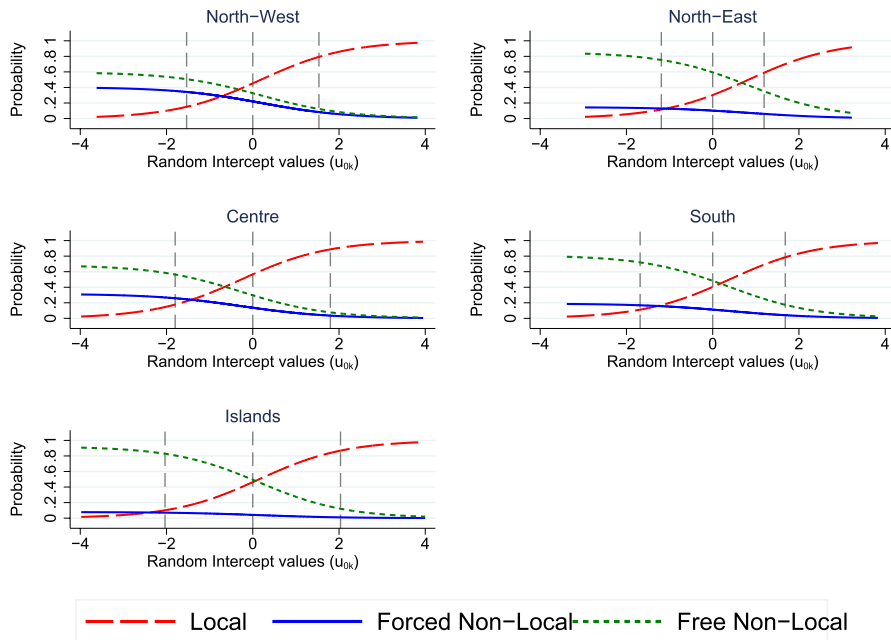 North−West
Probability
0 .2.4.6.8 1
−4 −2 0 2 4
Random Intercept values (u0k)
North−East
Probability
0 .2.4.6.8 1
−4 −2 0 2 4
Random Intercept values (u0k)
Centre
Probability
0 .2.4.6.8 1
−4 −2 0 2 4
Random Intercept values (u0k)
South
Probability
0 .2.4.6.8 1
−4 −2 0 2 4
Random Intercept values (u0k)
Islands
Probability
0 .2.4.6.8 1
−4 −2 0 2 4
Random Intercept values (u0k)
Local Forced Non−Local Free Non−Local